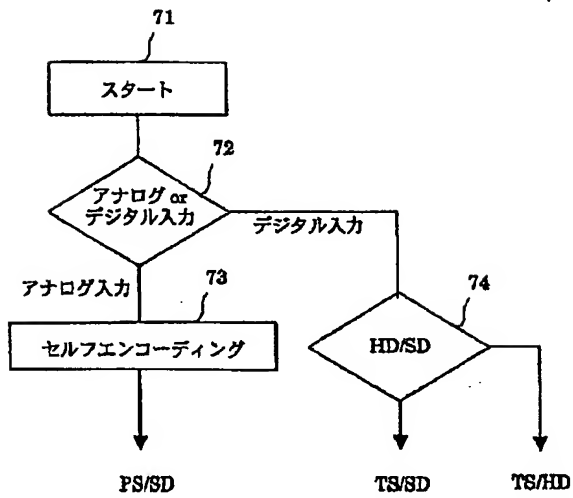 71
スタート
72
アナログ or
デジタル入力
デジタル入力
アナログ入力
73
74
セルフエンコーディング
HD/SD
PS/SD
TS/SD
TS/HD